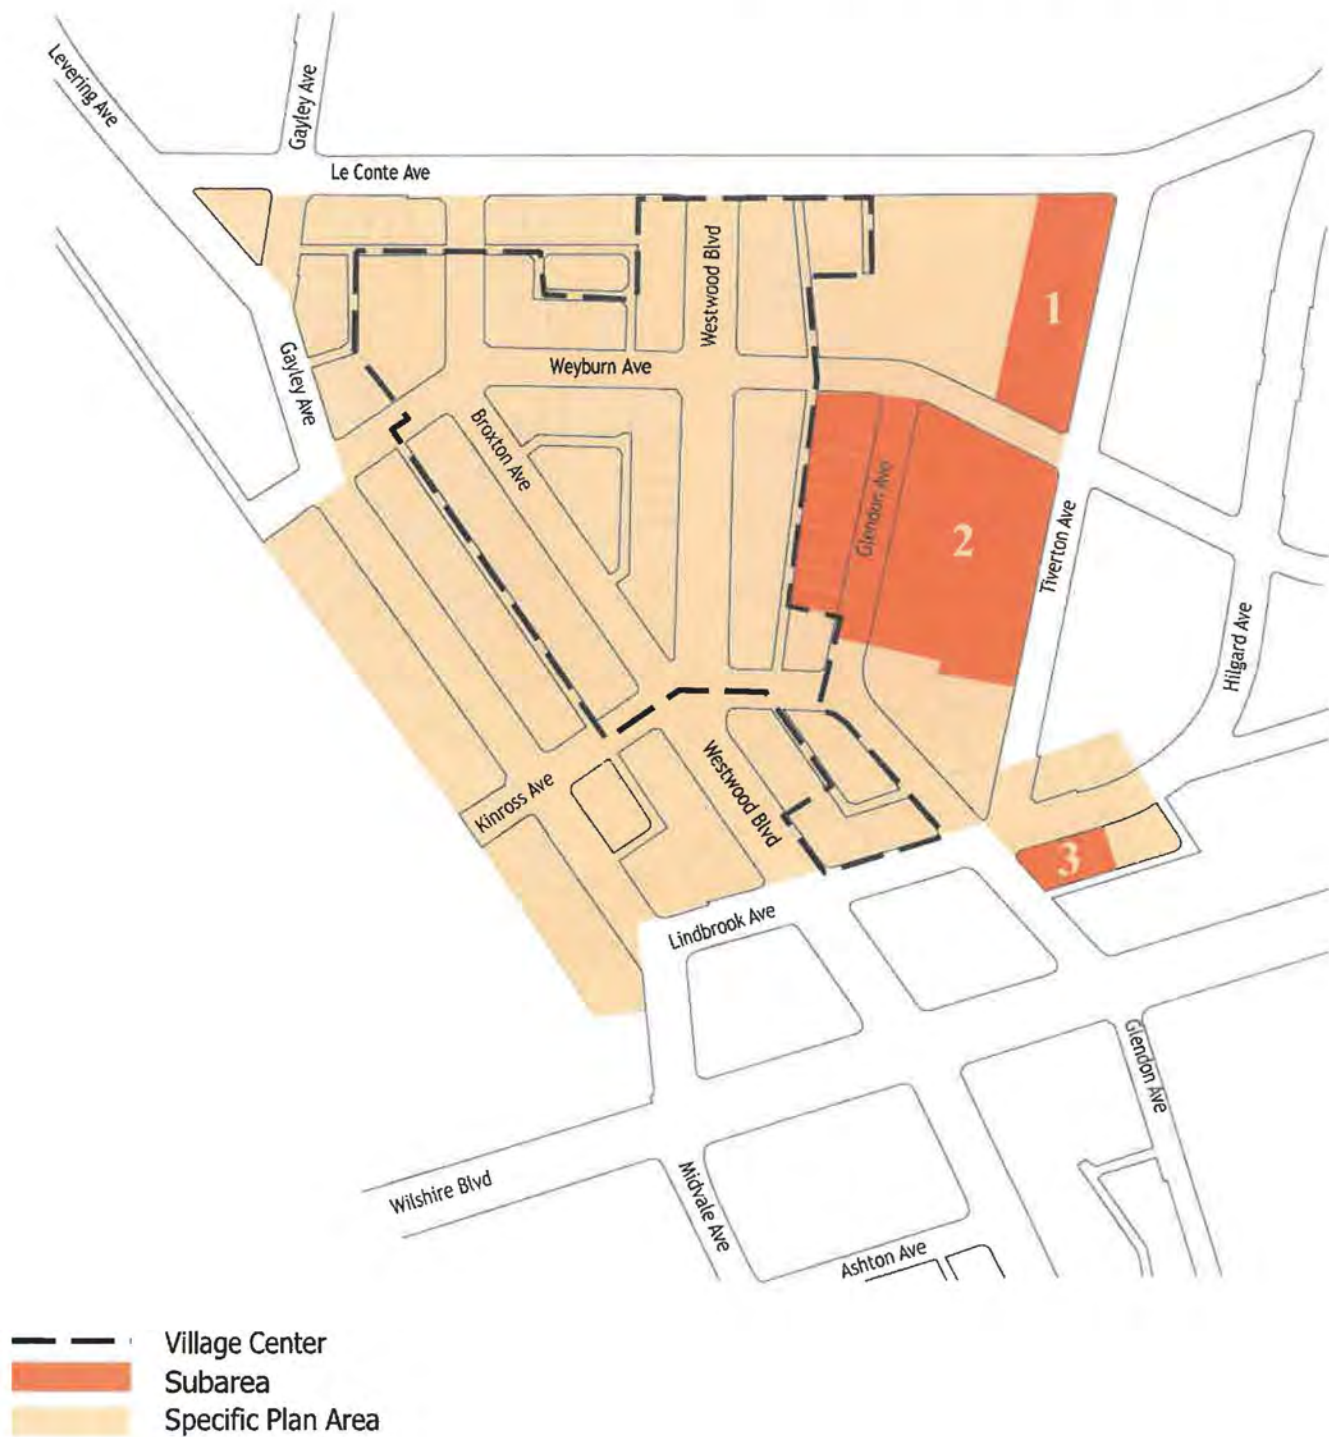 Levering Ave
Gayley Ave
Le Conte Ave
Westwood Blvd
1
Gayley Ave
Weyburn Ave
Broxton Ave
Glendon Ave
2
Tiverton Ave
Hilgard Ave
Westwood Blvd
Kinross Ave
3
Lindbrook Ave
Glendon Ave
Wilshire Blvd
Midvale Ave
Ashton Ave
Village Center
Subarea
Specific Plan Area